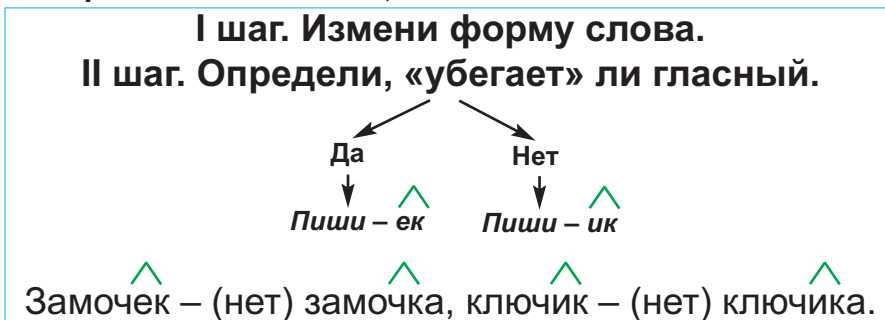 I шаг. Измени форму слова.
II шаг. Определи, «убегает» ли гласный.
Да Нет
Пиши – ек Пиши – ик
Замочек – (нет) замочка, ключик – (нет) ключика.